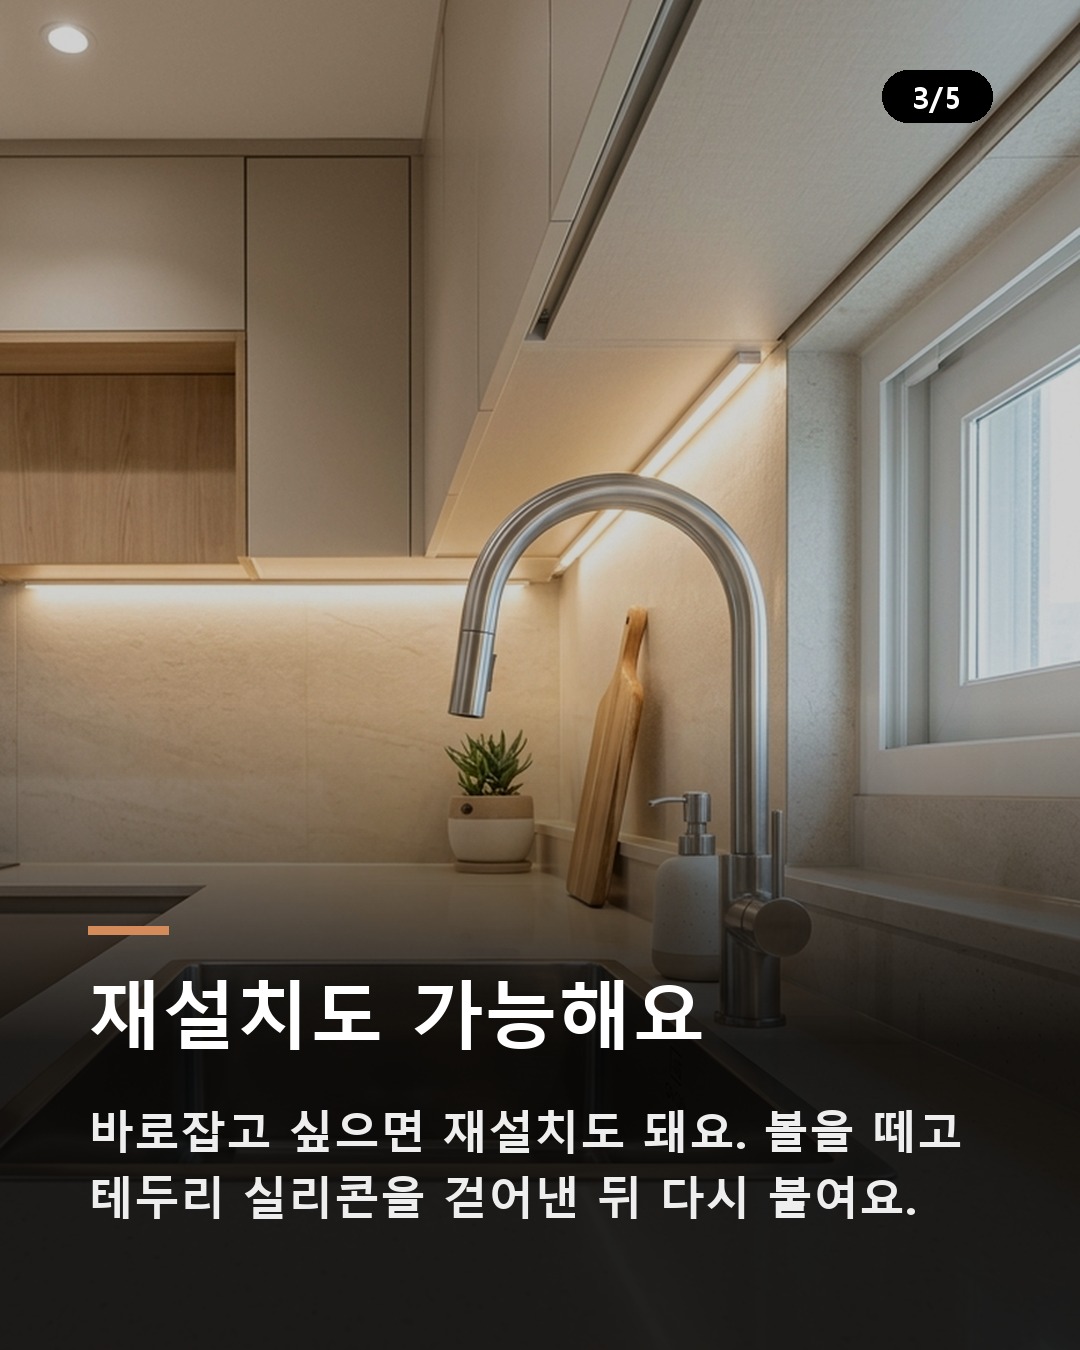 3/5
재설치도 가능해요
바로잡고 싶으면 재설치도 돼요. 볼을 떼고
테두리 실리콘을 걷어낸 뒤 다시 붙여요.